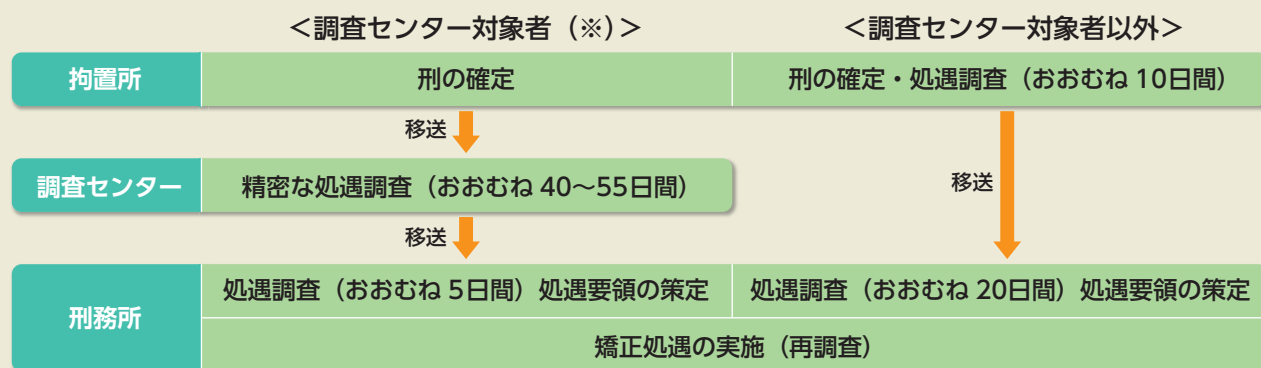 ＜調査センター対象者（※）＞
＜調査センター対象者以外＞
拘置所
刑の確定
刑の確定・処遇調査（おおむね 10日間）
移送
調査センター
精密な処遇調査（おおむね 40～55日間）
移送
移送
刑務所
処遇調査（おおむね 5日間）処遇要領の策定
処遇調査（おおむね 20日間）処遇要領の策定
矯正処遇の実施（再調査）